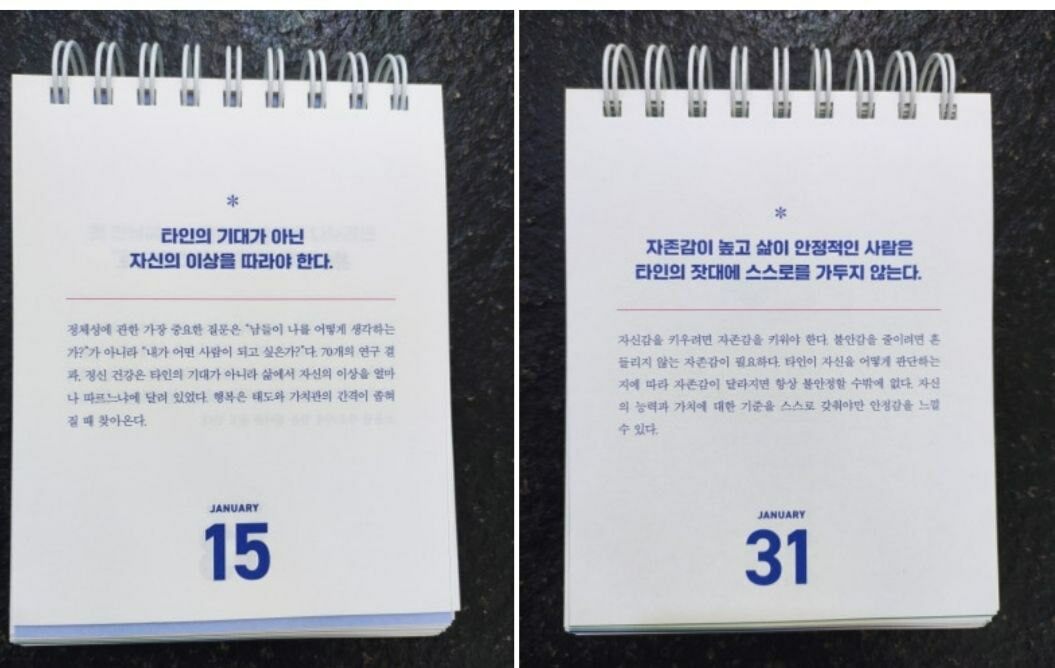 *
타인의 기대가 아닌
자신의 이상을 따라야 한다.
정체성에 관한 가장 중요한 질문은 “남들이 나를 어떻게 생각하는
가?”가 아니라 “내가 어떤 사람이 되고 싶은가?”다. 70개의 연구 결
과, 정신 건강은 타인의 기대가 아니라 삶에서 자신의 이상을 얼마
나 따르느냐에 달려 있었다. 행복은 태도와 가치관의 간격이 좁혀
질 때 찾아온다.
JANUARY
15
*
자존감이 높고 삶이 안정적인 사람은
타인의 잣대에 스스로를 가두지 않는다.
자신감을 키우려면 자존감을 키워야 한다. 불안감을 줄이려면 흔
들리지 않는 자존감이 필요하다. 타인이 자신을 어떻게 판단하는
지에 따라 자존감이 달라지면 항상 불안정할 수밖에 없다. 자신
의 능력과 가치에 대한 기준을 스스로 갖춰야만 안정감을 느낄
수 있다.
JANUARY
31